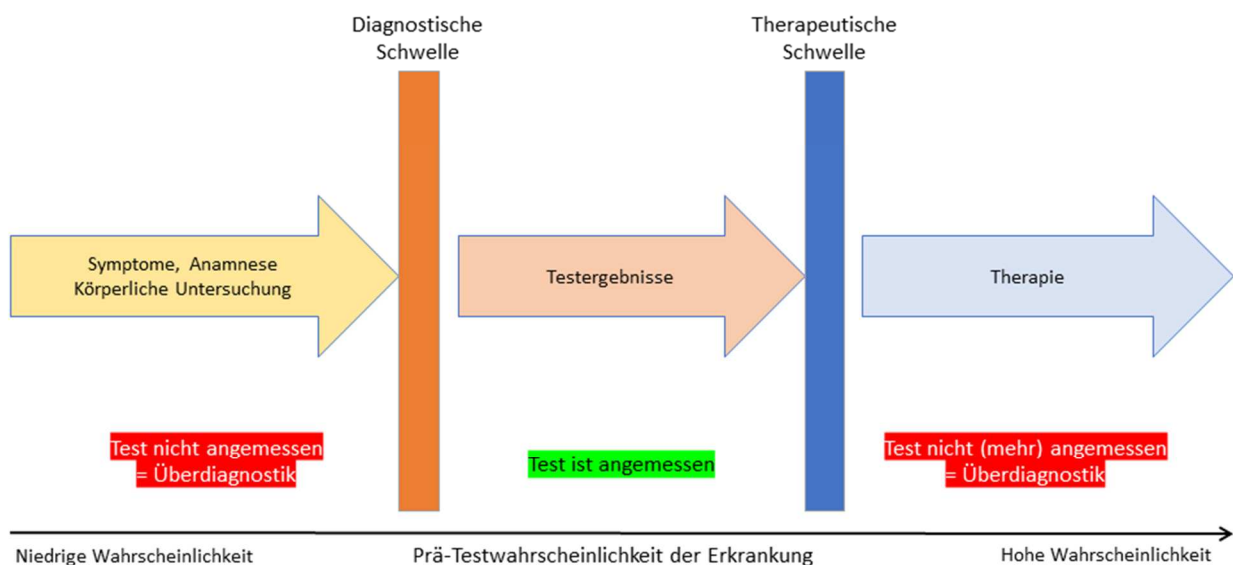 Diagnostische
Schwelle
Therapeutische
Schwelle
Symptome, Anamnese
Körperliche Untersuchung
Testergebnisse
Therapie
Test nicht angemessen
= Überdiagnostik
Test ist angemessen
Test nicht (mehr) angemessen
= Überdiagnostik
Niedrige Wahrscheinlichkeit
Prä-Testwahrscheinlichkeit der Erkrankung
Hohe Wahrscheinlichkeit